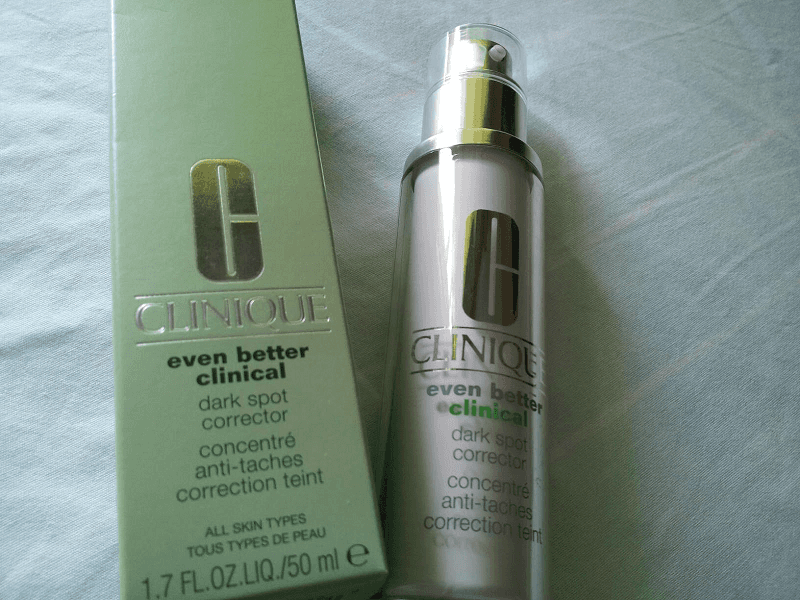 C
CLINIQUE
even better
clinical
dark spot
corrector
concentré
anti-taches
correction teint
ALL SKIN TYPES
TOUS TYPES DE PEAU
1.7 FL.OZ.LIQ./50 ml e
C
CLINIQUE
even better
clinical
dark spot
corrector
concentré
anti-taches
correction teint